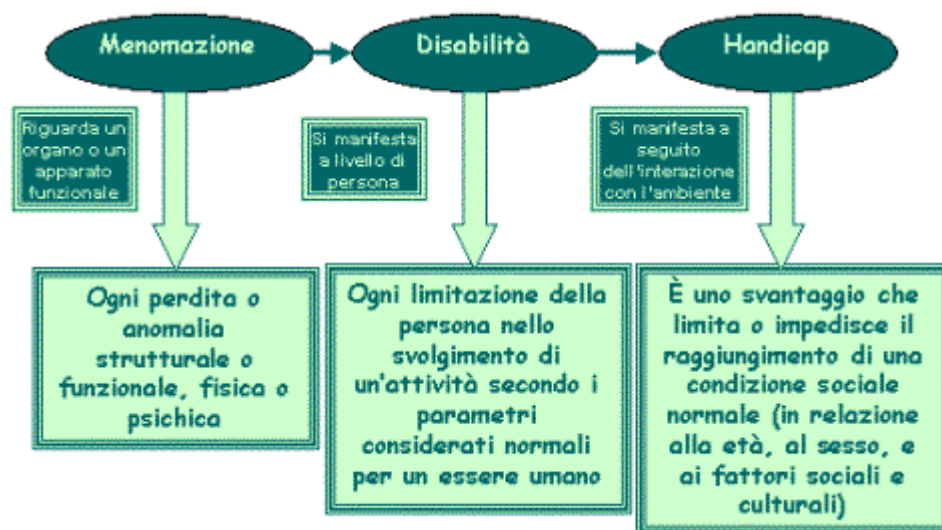 Menomazione
Disabilità
Handicap
Riguarda un
organo o un
apparato
funzionale
Si manifesta
a livello di
persona
Si manifesta a
seguito
dell'interazione
con l'ambiente
Ogni perdita o
anomalia
strutturale o
funzionale, fisica o
psichica
Ogni limitazione della
persona nello
svolgimento di
un'attività secondo i
parametri
considerati normali
per un essere umano
È uno svantaggio che
limita o impedisce il
raggiungimento di una
condizione sociale
normale (in relazione
alla età, al sesso, e
ai fattori sociali e
culturali)